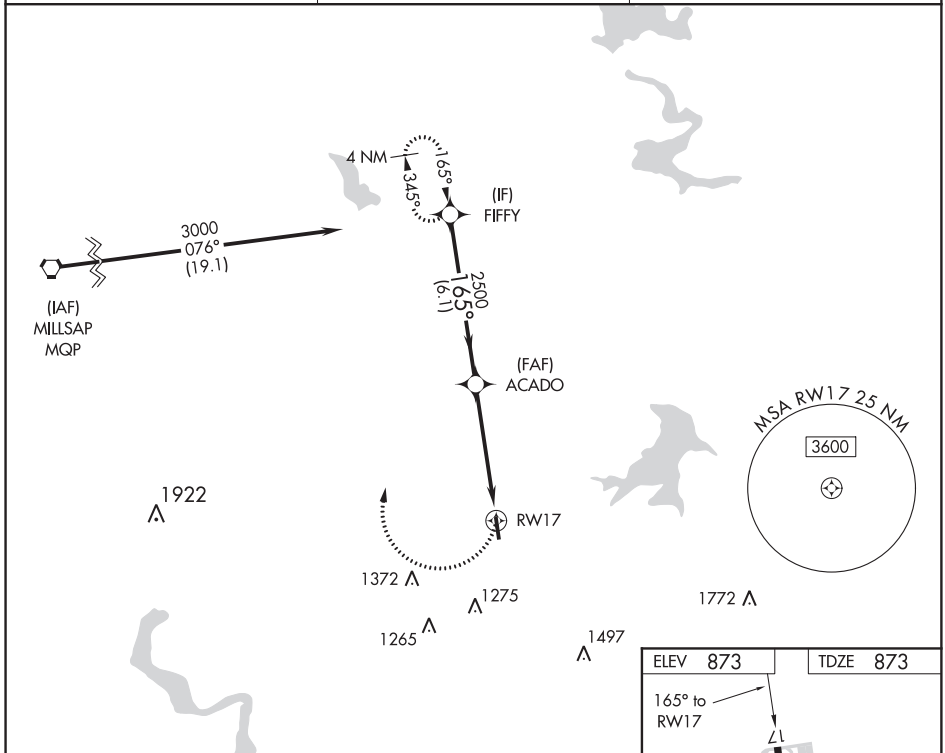 4 NM
165°
345°
(IF)
FIFFY
3000
076°
(19.1)
(IAF)
MILLSAP
MQP
2500
165°
(6.1)
(FAF)
ACADO
MSA RW17 25 NM
3600
1922
RW17
1372
1275
1265
1772
1497
ELEV 873
TDZE 873
165° to
RW17
17